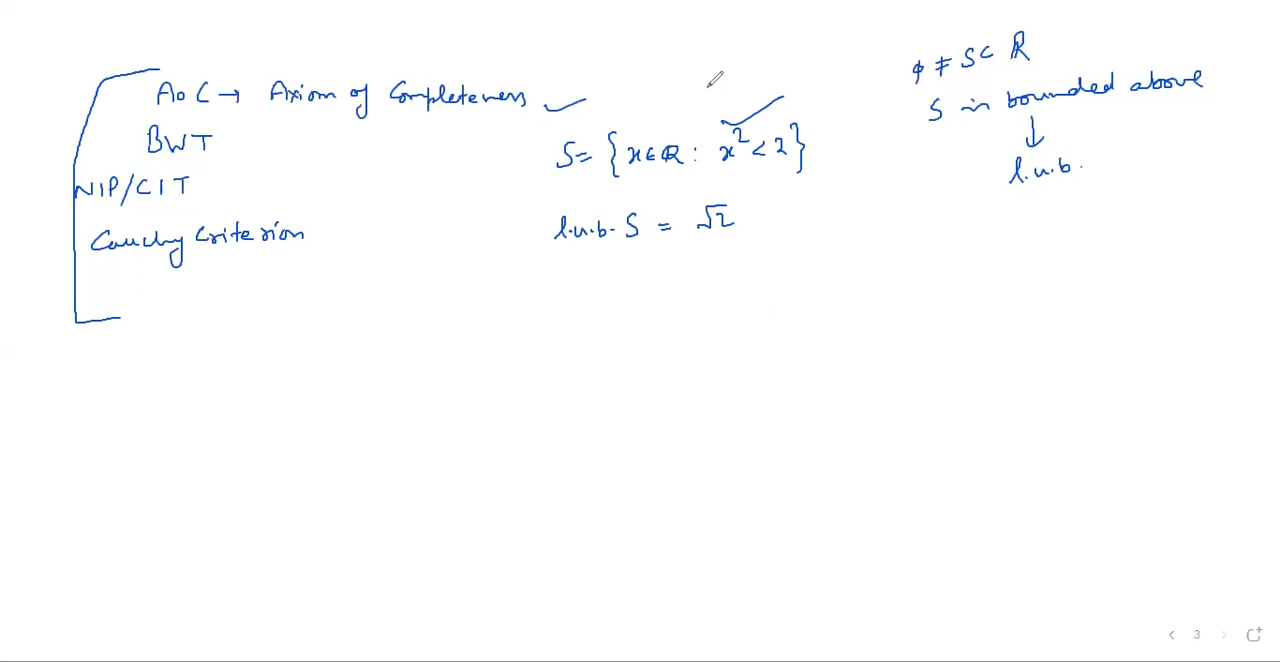 AoC → Axiom of Completeness ✓
BWT
NIP/CIT
Cauchy Criterion
S = {x ∈ ℝ : x² < 2}
l.u.b. S = √2
φ ≠ S ⊂ ℝ
S is bounded above
↓
l.u.b.
3